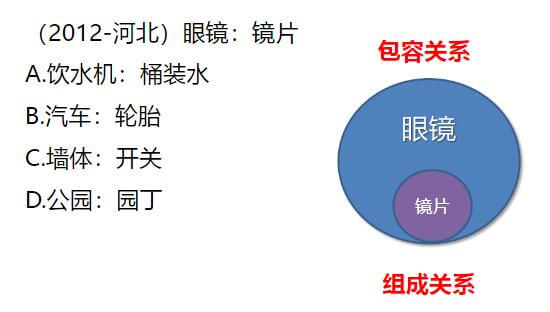 （2012-河北）眼镜：镜片
A.饮水机：桶装水
B.汽车：轮胎
C.墙体：开关
D.公园：园丁
包容关系
眼镜
镜片
组成关系